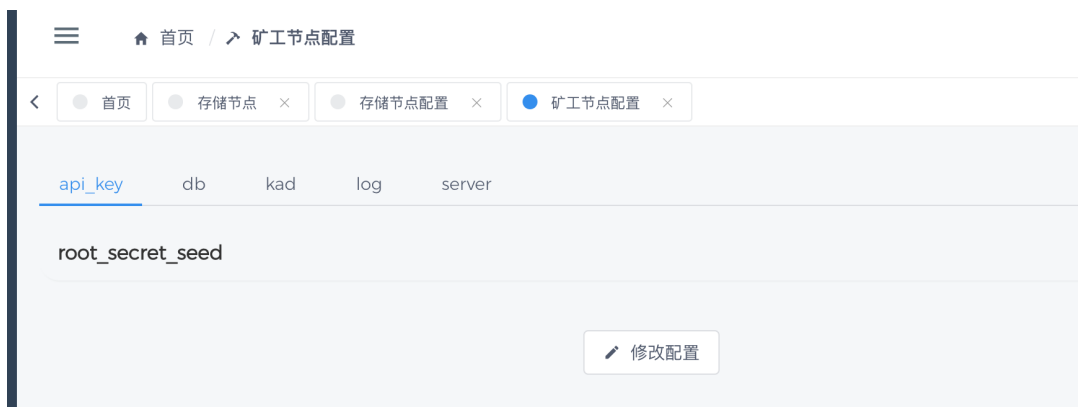 首页 / 矿工节点配置
首页 存储节点 × 存储节点配置 × 矿工节点配置 ×
api_key db kad log server
root_secret_seed
修改配置